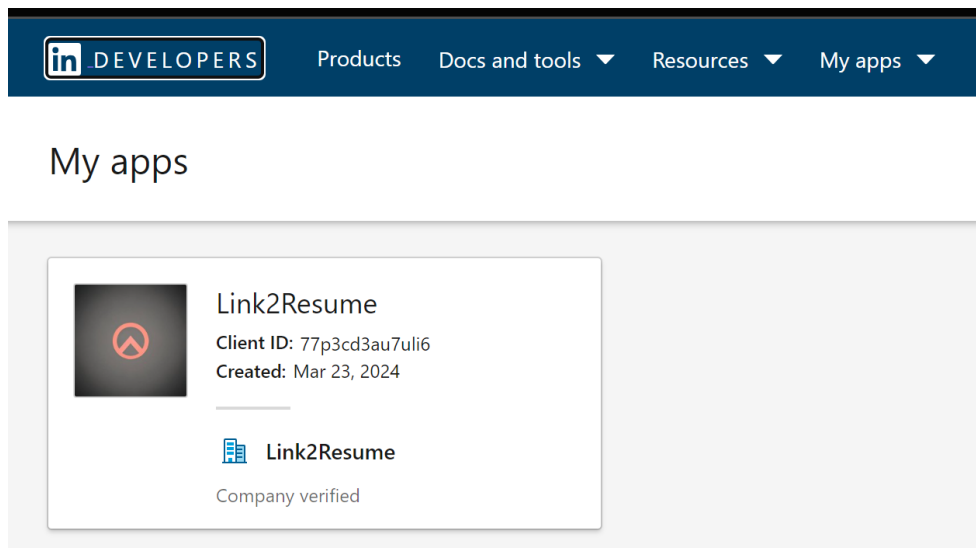 in DEVELOPERS Products Docs and tools Resources My apps
My apps
Link2Resume
Client ID: 77p3cd3au7uli6
Created: Mar 23, 2024
Link2Resume
Company verified